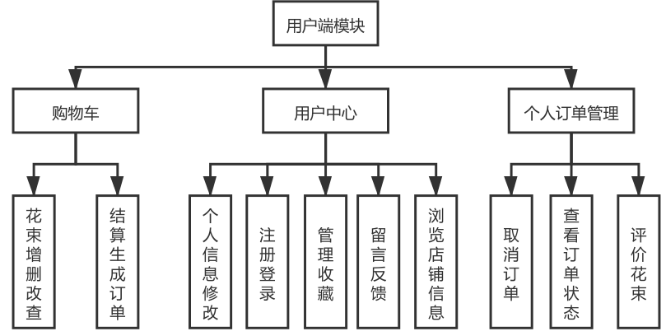 用户端模块
购物车
用户中心
个人订单管理
花束增删改查
结算生成订单
个人信息修改
注册登录
管理收藏
留言反馈
浏览店铺信息
取消订单
查看订单状态
评价花束